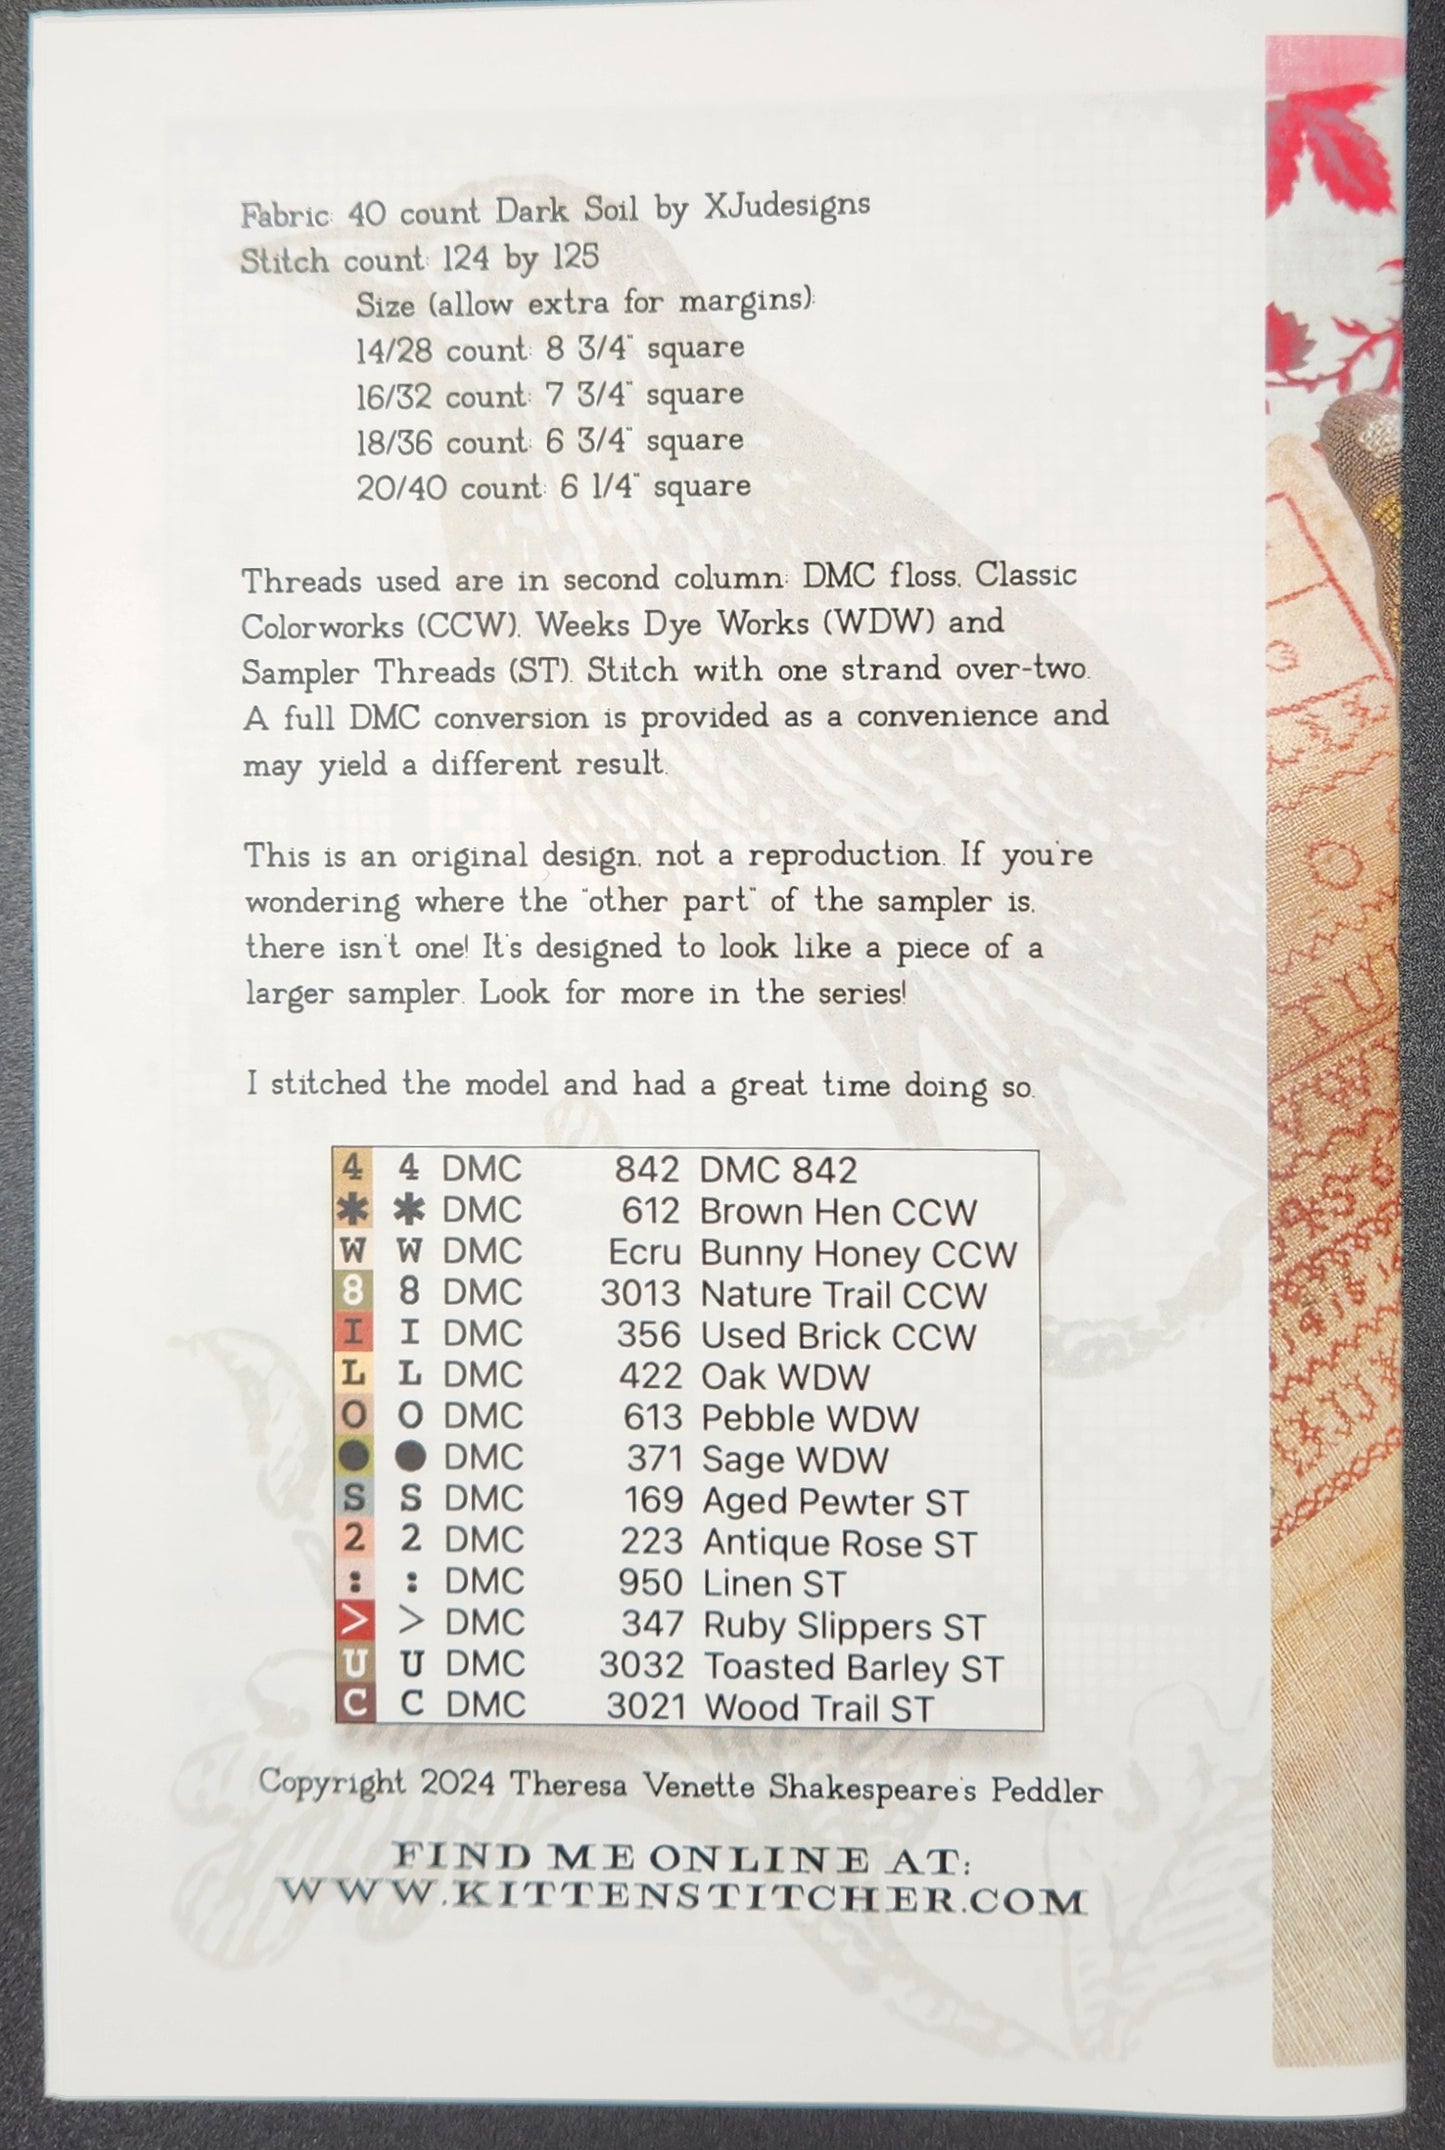 Fabric: 40 count Dark Soil by XJudesigns
Stitch count: 124 by 125
Size (allow extra for margins):
14/28 count: 8 3/4" square
16/32 count: 7 3/4" square
18/36 count: 6 3/4" square
20/40 count: 6 1/4" square
Threads used are in second column: DMC floss, Classic
Colorworks (CCW), Weeks Dye Works (WDW) and
Sampler Threads (ST). Stitch with one strand over-two.
A full DMC conversion is provided as a convenience and
may yield a different result.
This is an original design, not a reproduction. If you're
wondering where the "other part" of the sampler is,
there isn't one! It's designed to look like a piece of a
larger sampler. Look for more in the series!
I stitched the model and had a great time doing so.
4 4 DMC 842 DMC 842
✱ ✱ DMC 612 Brown Hen CCW
W W DMC Ecru Bunny Honey CCW
8 8 DMC 3013 Nature Trail CCW
I I DMC 356 Used Brick CCW
L L DMC 422 Oak WDW
O O DMC 613 Pebble WDW
● ● DMC 371 Sage WDW
S S DMC 169 Aged Pewter ST
2 2 DMC 223 Antique Rose ST
: : DMC 950 Linen ST
> > DMC 347 Ruby Slippers ST
U U DMC 3032 Toasted Barley ST
C C DMC 3021 Wood Trail ST
Copyright 2024 Theresa Venette Shakespeare's Peddler
FIND ME ONLINE AT:
WWW.KITTENSTITCHER.COM